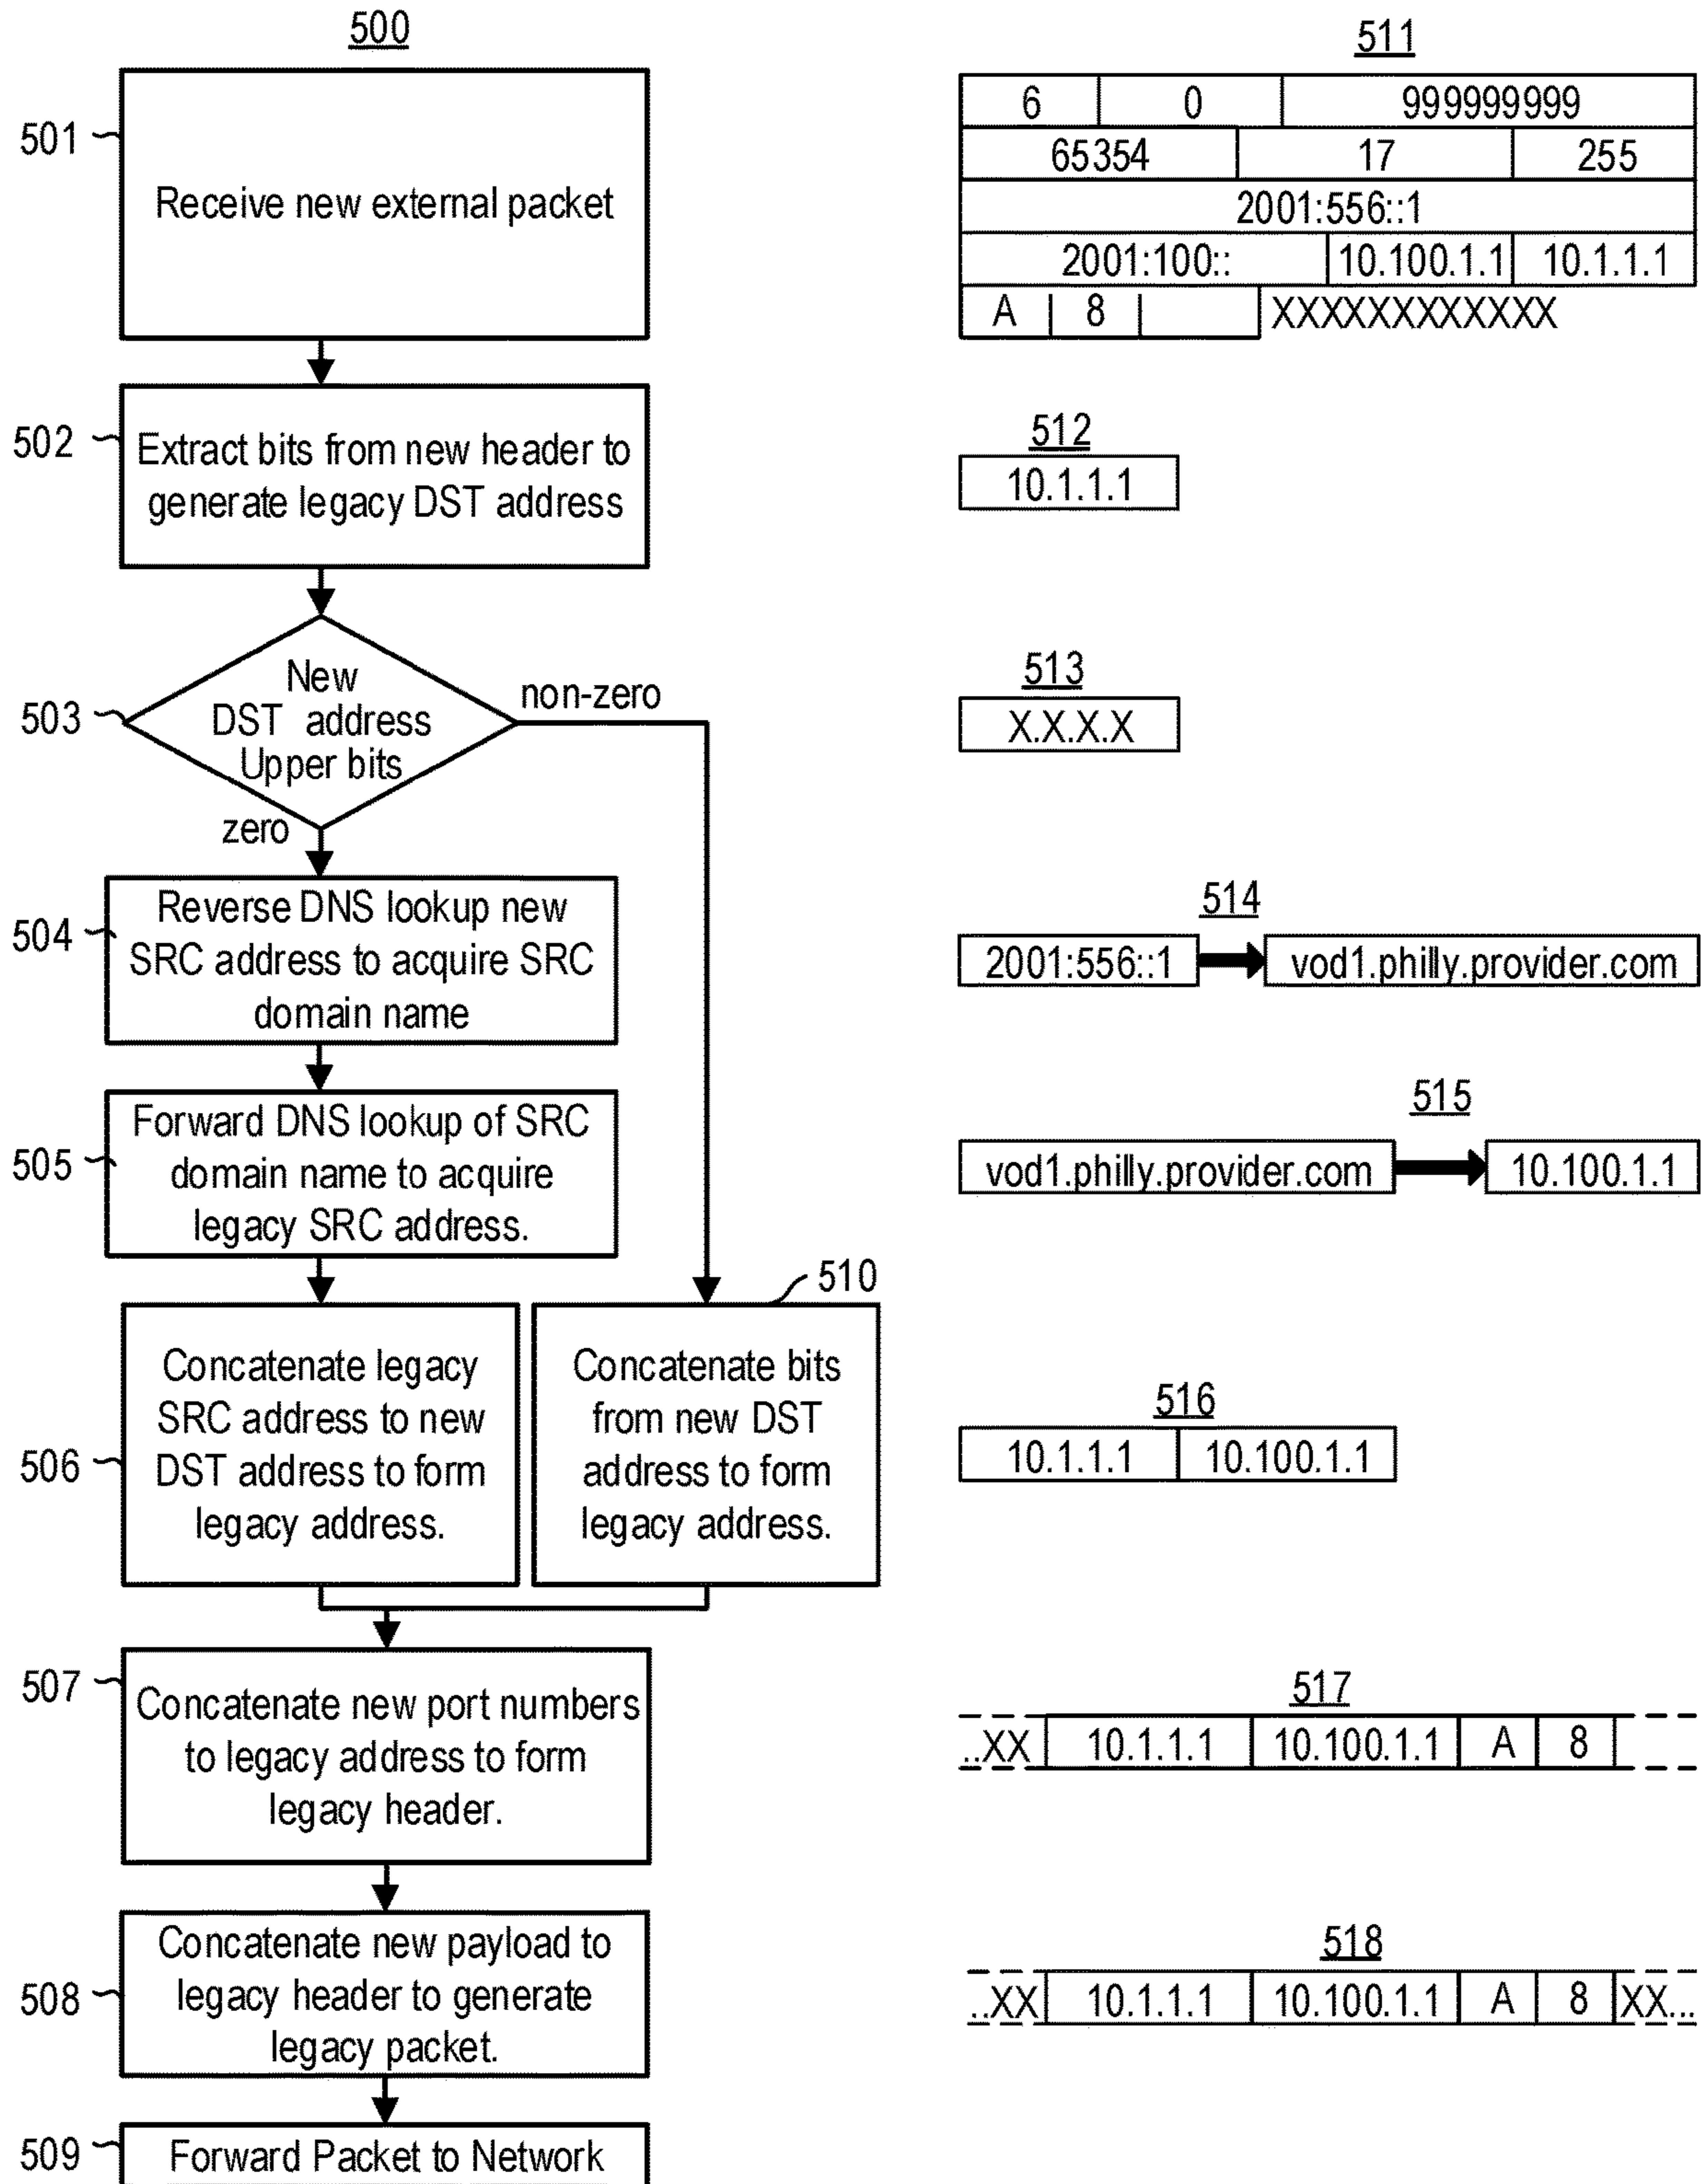 500
501
Receive new external packet
502
Extract bits from new header to
generate legacy DST address
503
New
DST address
Upper bits
non-zero
zero
504
Reverse DNS lookup new
SRC address to acquire SRC
domain name
505
Forward DNS lookup of SRC
domain name to acquire
legacy SRC address.
506
Concatenate legacy
SRC address to new
DST address to form
legacy address.
510
Concatenate bits
from new DST
address to form
legacy address.
507
Concatenate new port numbers
to legacy address to form
legacy header.
508
Concatenate new payload to
legacy header to generate
legacy packet.
509
Forward Packet to Network
511
6 0 999999999
65354 17 255
2001:556::1
2001:100:: 10.100.1.1 10.1.1.1
A 8 XXXXXXXXXXXX
512
10.1.1.1
513
X.X.X.X
514
2001:556::1 vod1.philly.provider.com
515
vod1.philly.provider.com 10.100.1.1
516
10.1.1.1 10.100.1.1
517
..XX 10.1.1.1 10.100.1.1 A 8
518
..XX 10.1.1.1 10.100.1.1 A 8 XX...